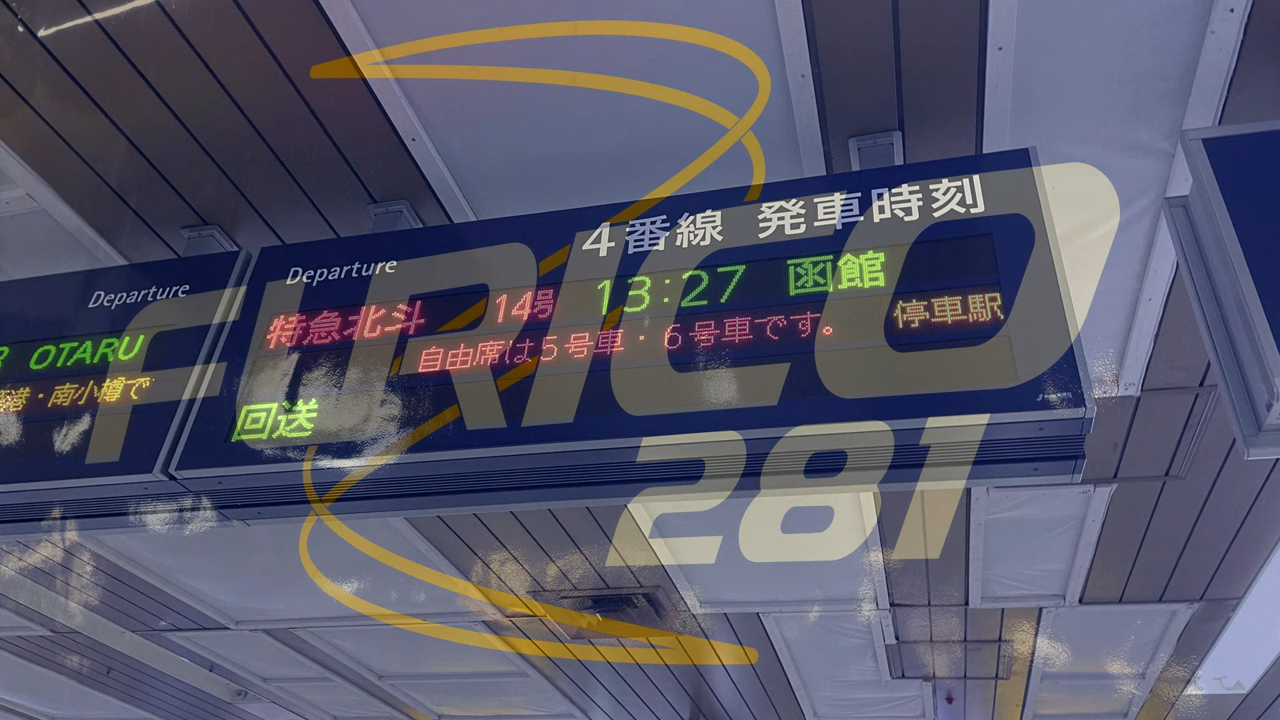 Departure
OTARU
南小樽で
Departure
4番線 発車時刻
特急北斗 14号 13:27 函館
自由席は5号車・6号車です。 停車駅
回送
FURICO
281